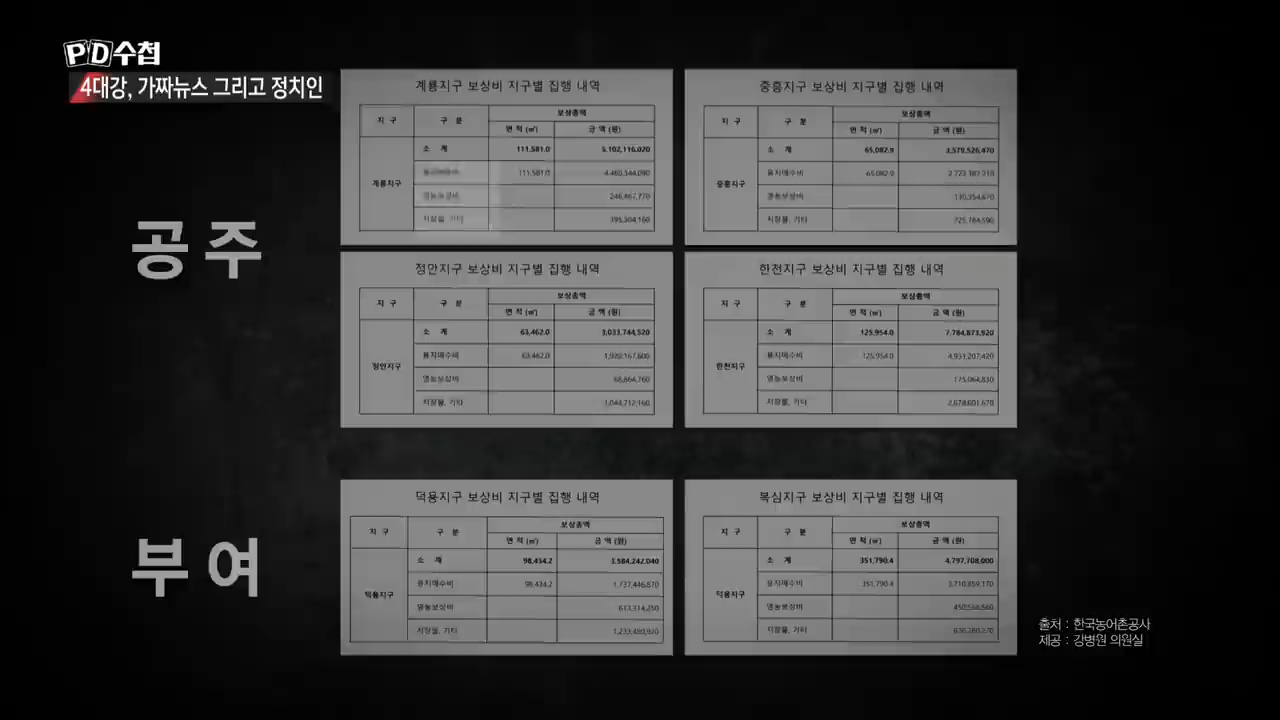 PD수첩
4대강, 가짜뉴스 그리고 정치인
공주
계룡지구 보상비 지구별 집행 내역
지 구 구 분 보상총액
면 적 (㎡) 금 액 (원)
계룡지구 소 계 111,581.0 5,102,116,020
111,581.0
246,467,770
지장물, 기타 395,304,160
중흥지구 보상비 지구별 집행 내역
지 구 구 분 보상총액
면 적 (㎡) 금 액 (원)
중흥지구 소 계 65,082.9 3,579,526,470
용지매수비 65,082.9
영농보상비
지장물, 기타 725,784,590
정안지구 보상비 지구별 집행 내역
지 구 구 분 보상총액
면 적 (㎡) 금 액 (원)
정안지구 소 계 63,462.0 3,033,744,520
용지매수비 63,462.0 1,920,167,600
영농보상비 68,864,760
지장물, 기타 1,044,712,160
한천지구 보상비 지구별 집행 내역
지 구 구 분 보상총액
면 적 (㎡) 금 액 (원)
한천지구 소 계 125,954.0 7,784,873,920
용지매수비 125,954.0 4,931,207,420
영농보상비 175,064,830
지장물, 기타 2,678,601,670
부여
덕용지구 보상비 지구별 집행 내역
지 구 구 분 보상총액
면 적 (㎡) 금 액 (원)
덕용지구 소 계 98,434.2 3,584,242,040
용지매수비 98,434.2 1,737,446,870
영농보상비 613,314,250
지장물, 기타 1,233,480,920
복심지구 보상비 지구별 집행 내역
지 구 구 분 보상총액
면 적 (㎡) 금 액 (원)
덕용지구 소 계 351,790.4 4,797,708,000
용지매수비 351,790.4 3,710,859,170
영농보상비
지장물, 기타
출처 : 한국농어촌공사
제공 : 강병원 의원실